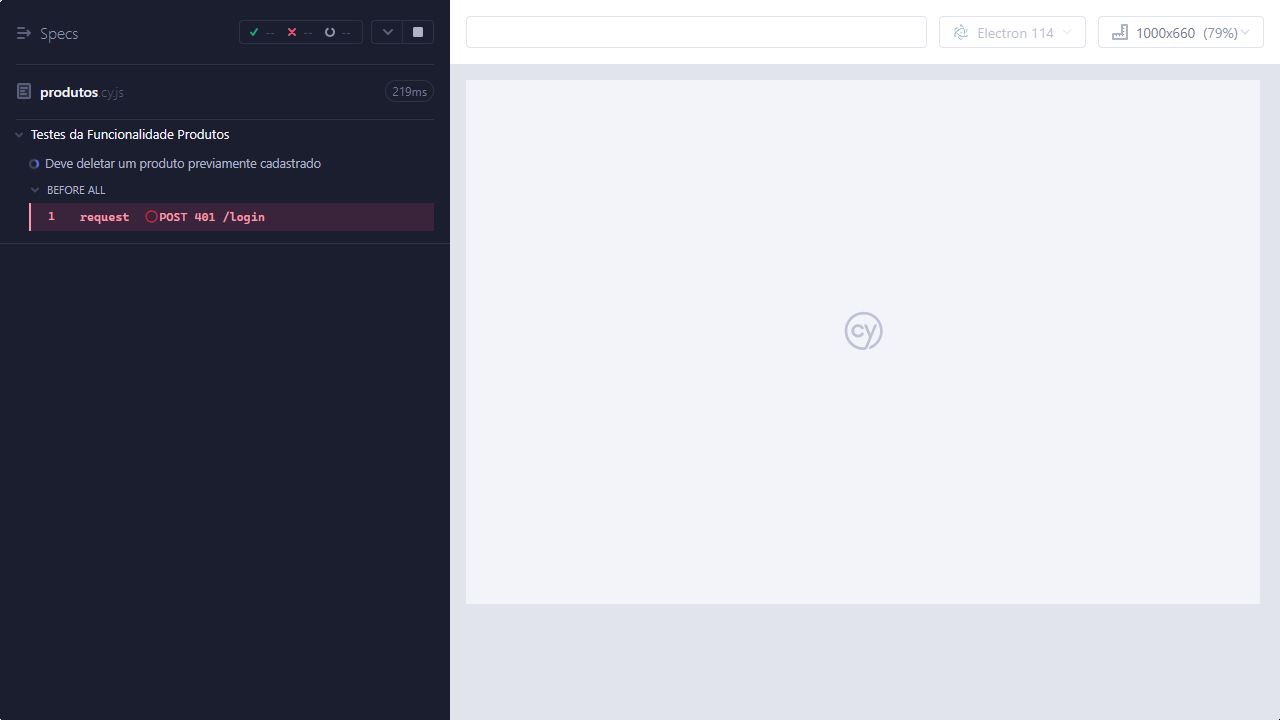 Specs
-- -- --
produtos.cy.js
219ms
Testes da Funcionalidade Produtos
Deve deletar um produto previamente cadastrado
BEFORE ALL
1 request POST 401 /login
Electron 114
1000x660 (79%)
cy